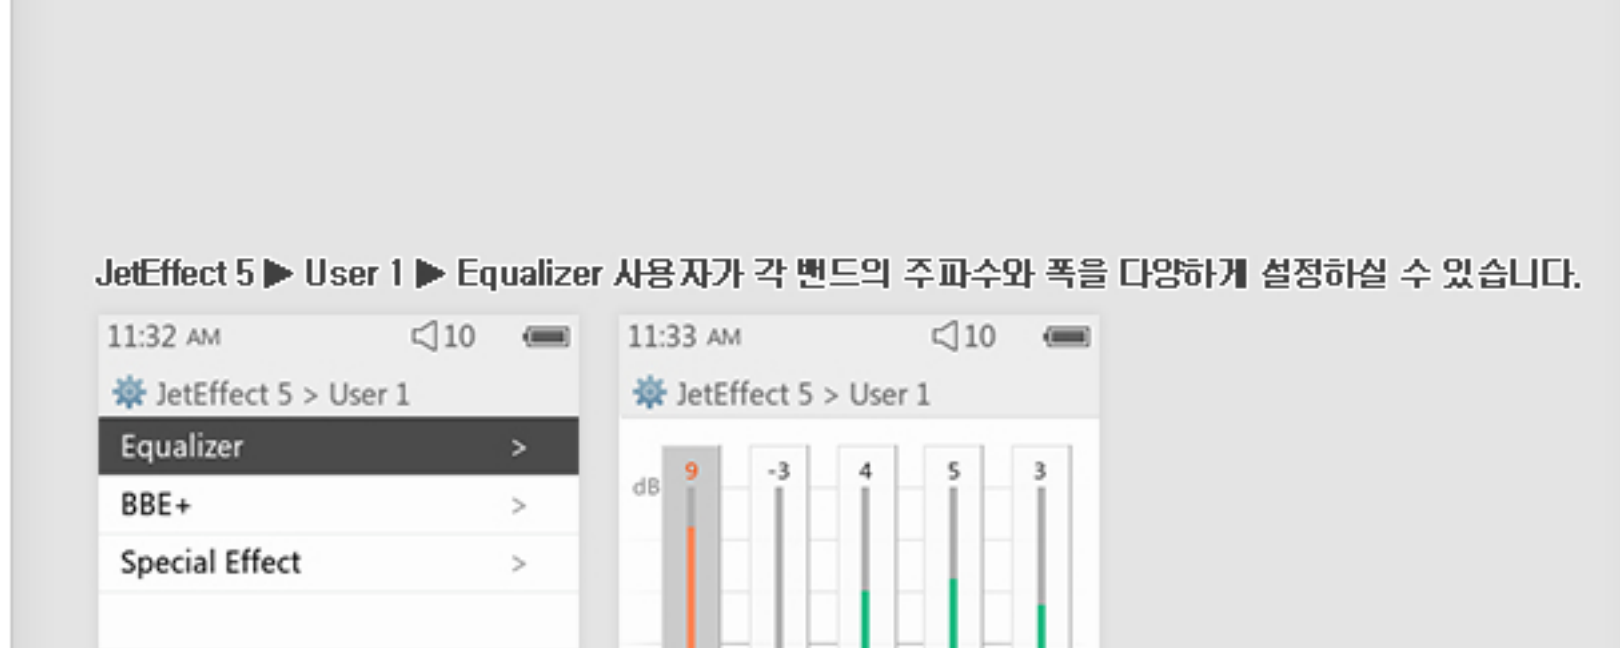 JetEffect 5 ▶ User 1 ▶ Equalizer 사용자가 각 밴드의 주파수와 폭을 다양하게 설정하실 수 있습니다.
11:32 AM 10
JetEffect 5 > User 1
Equalizer >
BBE+ >
Special Effect >
11:33 AM 10
JetEffect 5 > User 1
9 -3 4 5 3
dB